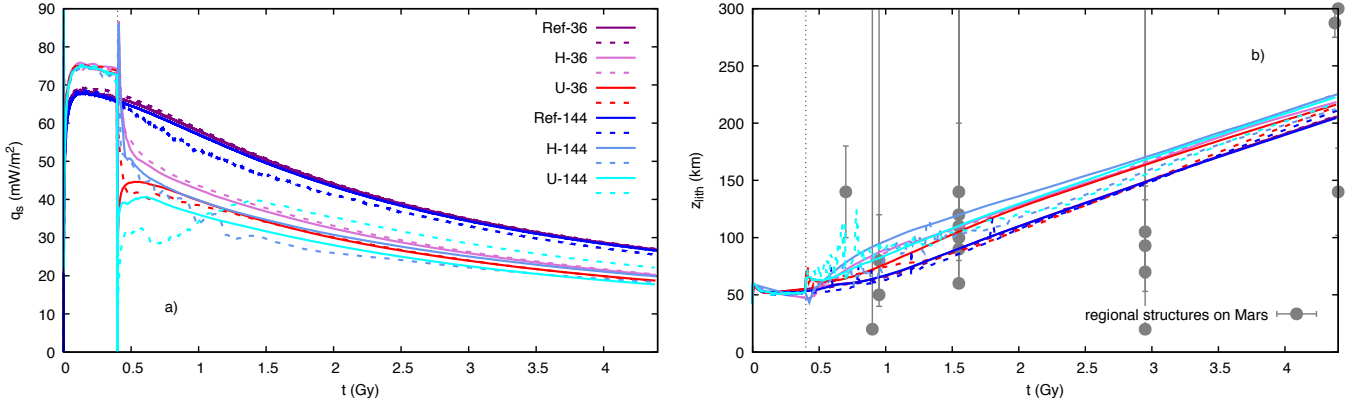 90
80
70
60
50
40
30
20
10
0
q_s (mW/m²)
Ref-36
H-36
U-36
Ref-144
H-144
U-144
a)
0 0.5 1 1.5 2 2.5 3 3.5 4
t (Gy)
300
250
200
150
100
50
0
z_lith (km)
b)
regional structures on Mars
0 0.5 1 1.5 2 2.5 3 3.5 4
t (Gy)